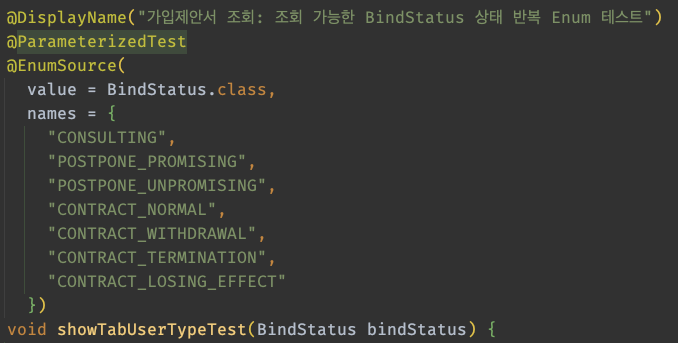 @DisplayName("가입제안서 조회: 조회 가능한 BindStatus 상태 반복 Enum 테스트")
@ParameterizedTest
@EnumSource(
  value = BindStatus.class,
  names = {
    "CONSULTING",
    "POSTPONE_PROMISING",
    "POSTPONE_UNPROMISING",
    "CONTRACT_NORMAL",
    "CONTRACT_WITHDRAWAL",
    "CONTRACT_TERMINATION",
    "CONTRACT_LOSING_EFFECT"
  })
void showTabUserTypeTest(BindStatus bindStatus) {